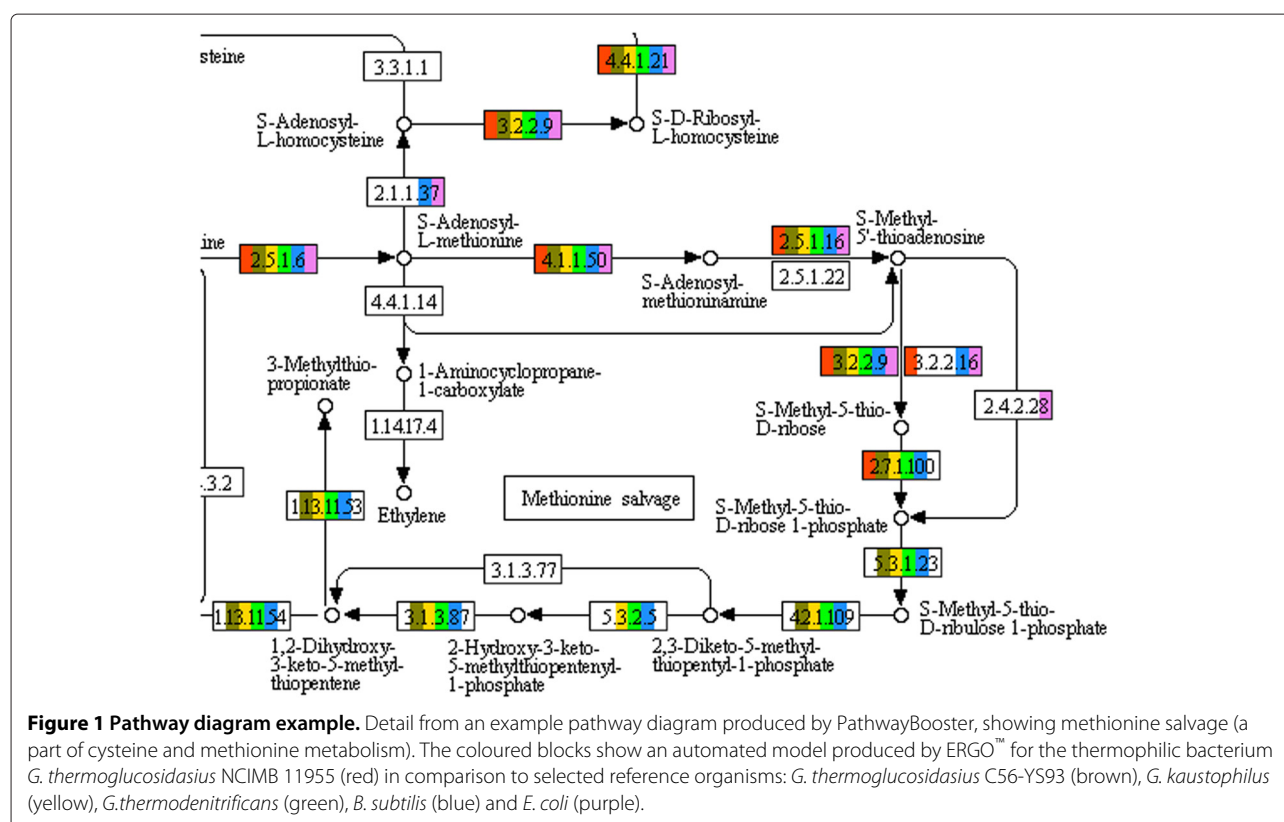 steine
3.3.1.1
4.4.1.21
S-Adenosyl-
L-homocysteine
3.2.2.9
S-D-Ribosyl-
L-homocysteine
2.1.1.37
ine
2.5.1.6
S-Adenosyl-
L-methionine
4.1.1.50
S-Adenosyl-
methioninamine
2.5.1.16
2.5.1.22
S-Methyl-
5'-thioadenosine
4.4.1.14
3-Methylthio-
propionate
1-Aminocyclopropane-
1-carboxylate
3.2.2.9
3.2.2.16
2.4.2.28
S-Methyl-5-thio-
D-ribose
1.14.17.4
2.7.1.100
.3.2
1.13.11.53
Ethylene
Methionine salvage
S-Methyl-5-thio-
D-ribose 1-phosphate
5.3.1.23
3.1.3.77
1.13.11.54
3.1.3.87
5.3.2.5
4.2.1.109
S-Methyl-5-thio-
D-ribulose 1-phosphate
1,2-Dihydroxy-
3-keto-5-methyl-
thiopentene
2-Hydroxy-3-keto-
5-methylthiopentenyl-
1-phosphate
2,3-Diketo-5-methyl-
thiopentyl-1-phosphate
Figure 1 Pathway diagram example. Detail from an example pathway diagram produced by PathwayBooster, showing methionine salvage (a
part of cysteine and methionine metabolism). The coloured blocks show an automated model produced by ERGO™ for the thermophilic bacterium
G. thermoglucosidasius NCIMB 11955 (red) in comparison to selected reference organisms: G. thermoglucosidasius C56-YS93 (brown), G. kaustophilus
(yellow), G.thermodenitrificans (green), B. subtilis (blue) and E. coli (purple).